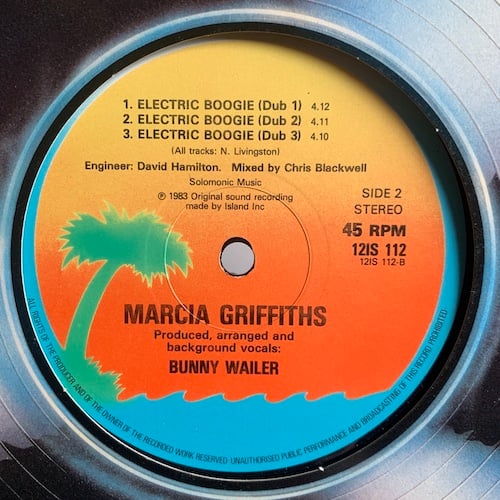 1. ELECTRIC BOOGIE (Dub 1) 4.12
2. ELECTRIC BOOGIE (Dub 2) 4.11
3. ELECTRIC BOOGIE (Dub 3) 4.10
(All tracks: N. Livingston)
Engineer: David Hamilton. Mixed by Chris Blackwell
Solomonic Music
℗ 1983 Original sound recording
made by Island Inc
SIDE 2
STEREO
45 RPM
12IS 112
12IS 112-B
MARCIA GRIFFITHS
Produced, arranged and
background vocals:
BUNNY WAILER
ALL RIGHTS OF THE PRODUCER AND OF THE OWNER OF THE RECORDED WORK RESERVED · UNAUTHORISED PUBLIC PERFORMANCE AND BROADCASTING OF THIS RECORD PROHIBITED